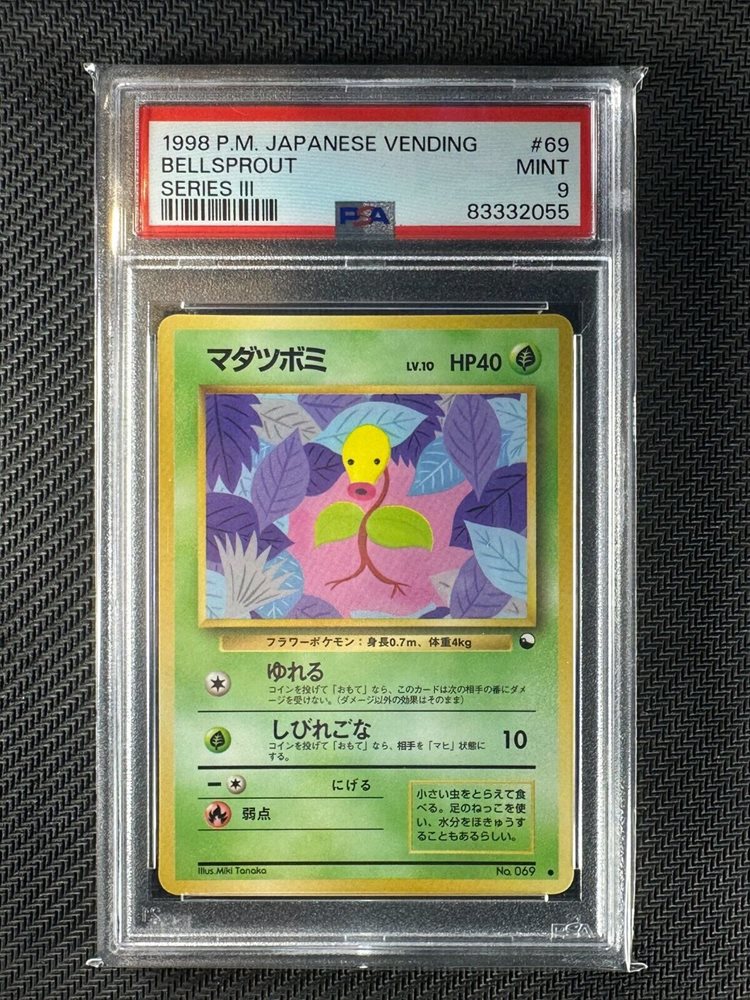 1998 P.M. JAPANESE VENDING #69
BELLSPROUT MINT
SERIES III 9
PSA 83332055
マダツボミ LV.10 HP40
フラワーポケモン：身長0.7m、体重4kg
ゆれる
コインを投げて「おもて」なら、このカードは次の相手の番にダメ
ージを受けない。（ダメージ以外の効果はそのまま）
しびれごな 10
コインを投げて「おもて」なら、相手を「マヒ」状態に
する。
にげる
弱点
小さい虫をとらえて食
べる。足のねっこを使
い、水分をほきゅうす
ることもあるらしい。
Illus.Miki Tanaka No. 069
PSA